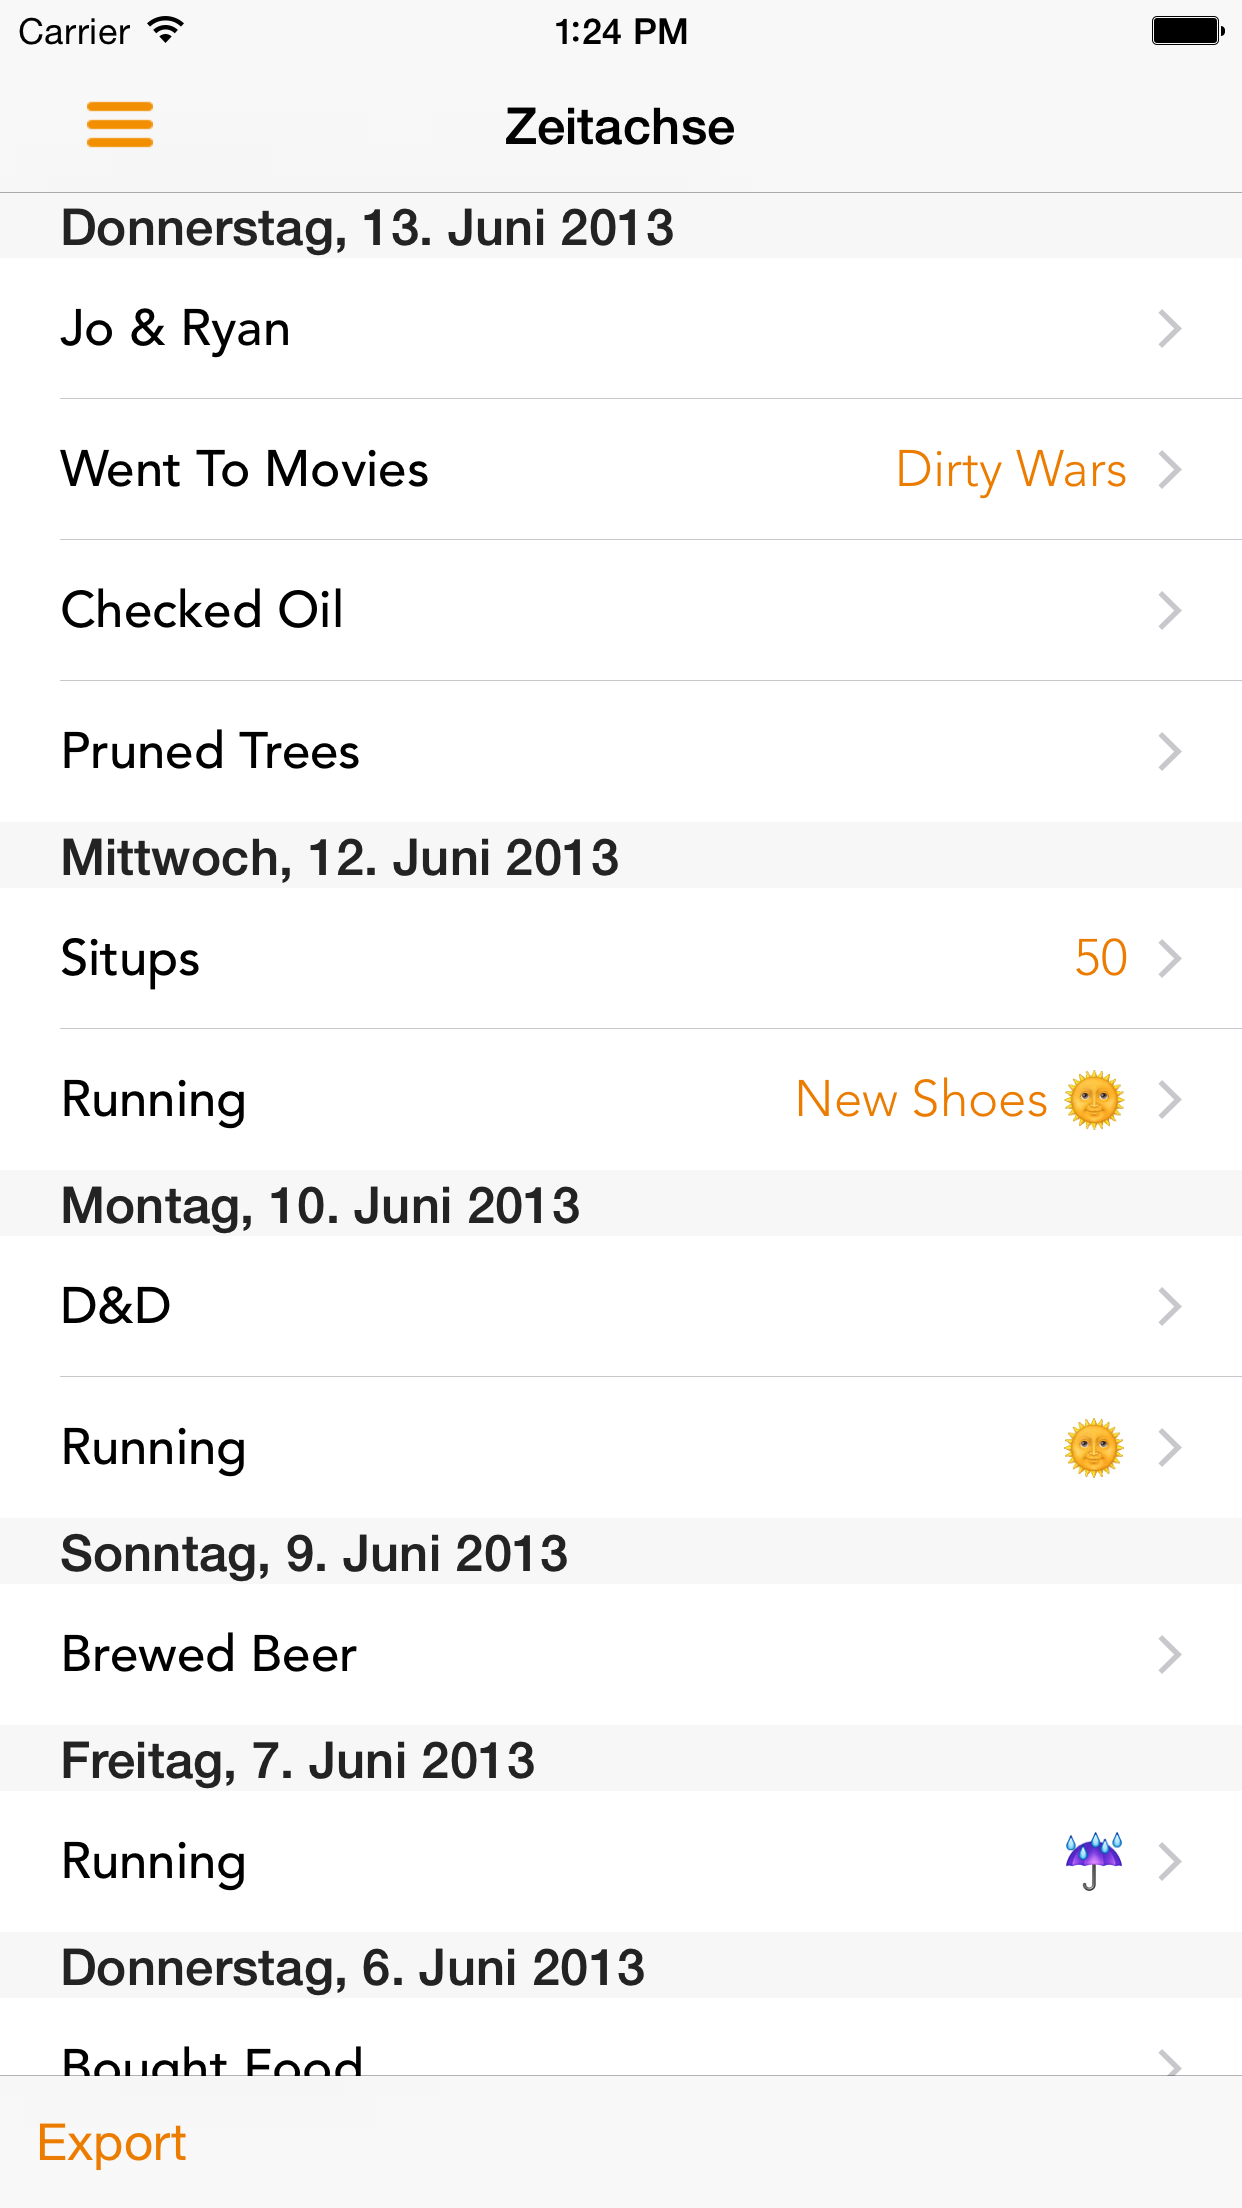 Carrier 1:24 PM
Zeitachse
Donnerstag, 13. Juni 2013
Jo & Ryan
Went To Movies Dirty Wars
Checked Oil
Pruned Trees
Mittwoch, 12. Juni 2013
Situps 50
Running New Shoes 🌞
Montag, 10. Juni 2013
D&D
Running 🌞
Sonntag, 9. Juni 2013
Brewed Beer
Freitag, 7. Juni 2013
Running ☔
Donnerstag, 6. Juni 2013
Bought Food
Export